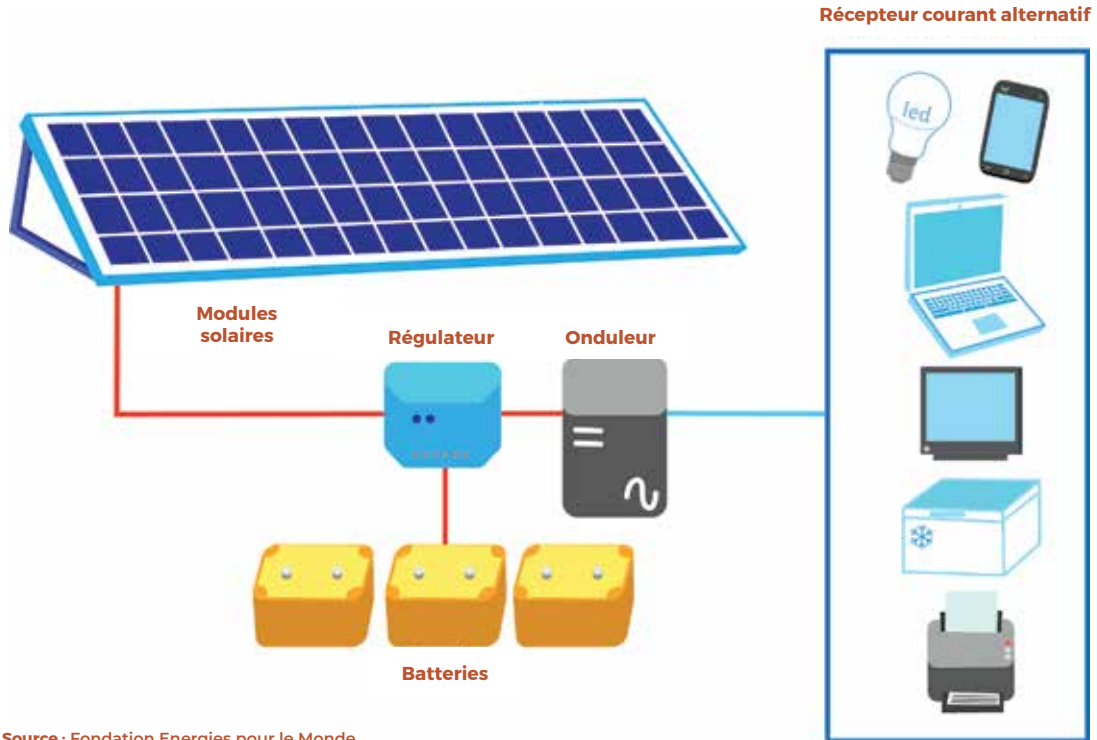 Récepteur courant alternatif
led
Modules
solaires
Régulateur
Onduleur
Batteries
Source : Fondation Energies pour le Monde